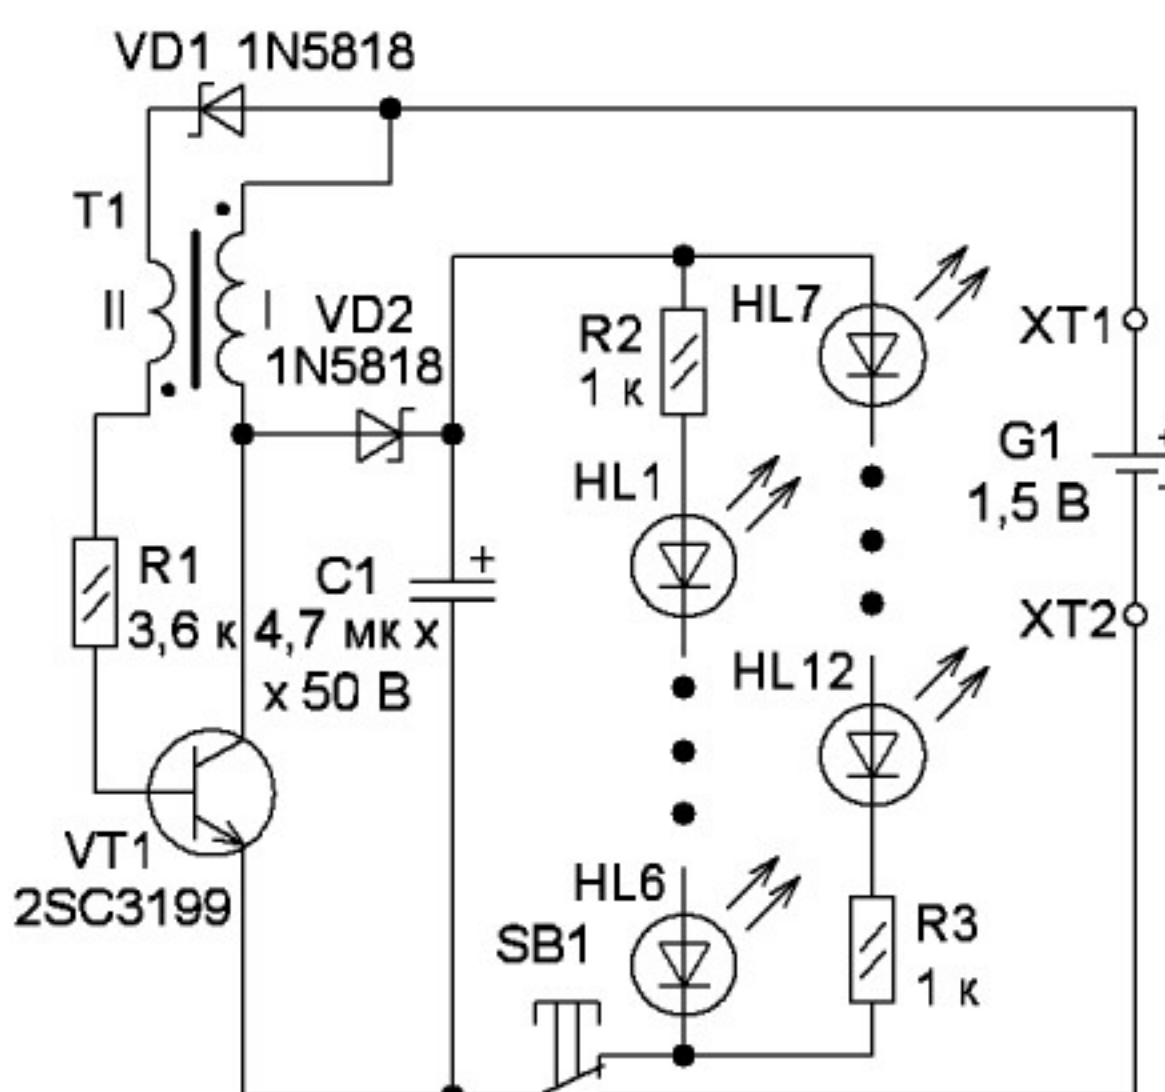 VD1 1N5818
T1
II
I
VD2
1N5818
R2
1 к
HL7
XT1
HL1
G1
1,5 В
R1
3,6 к
C1
+
4,7 мк х
х 50 В
XT2
HL12
VT1
2SC3199
HL6
SB1
R3
1 к